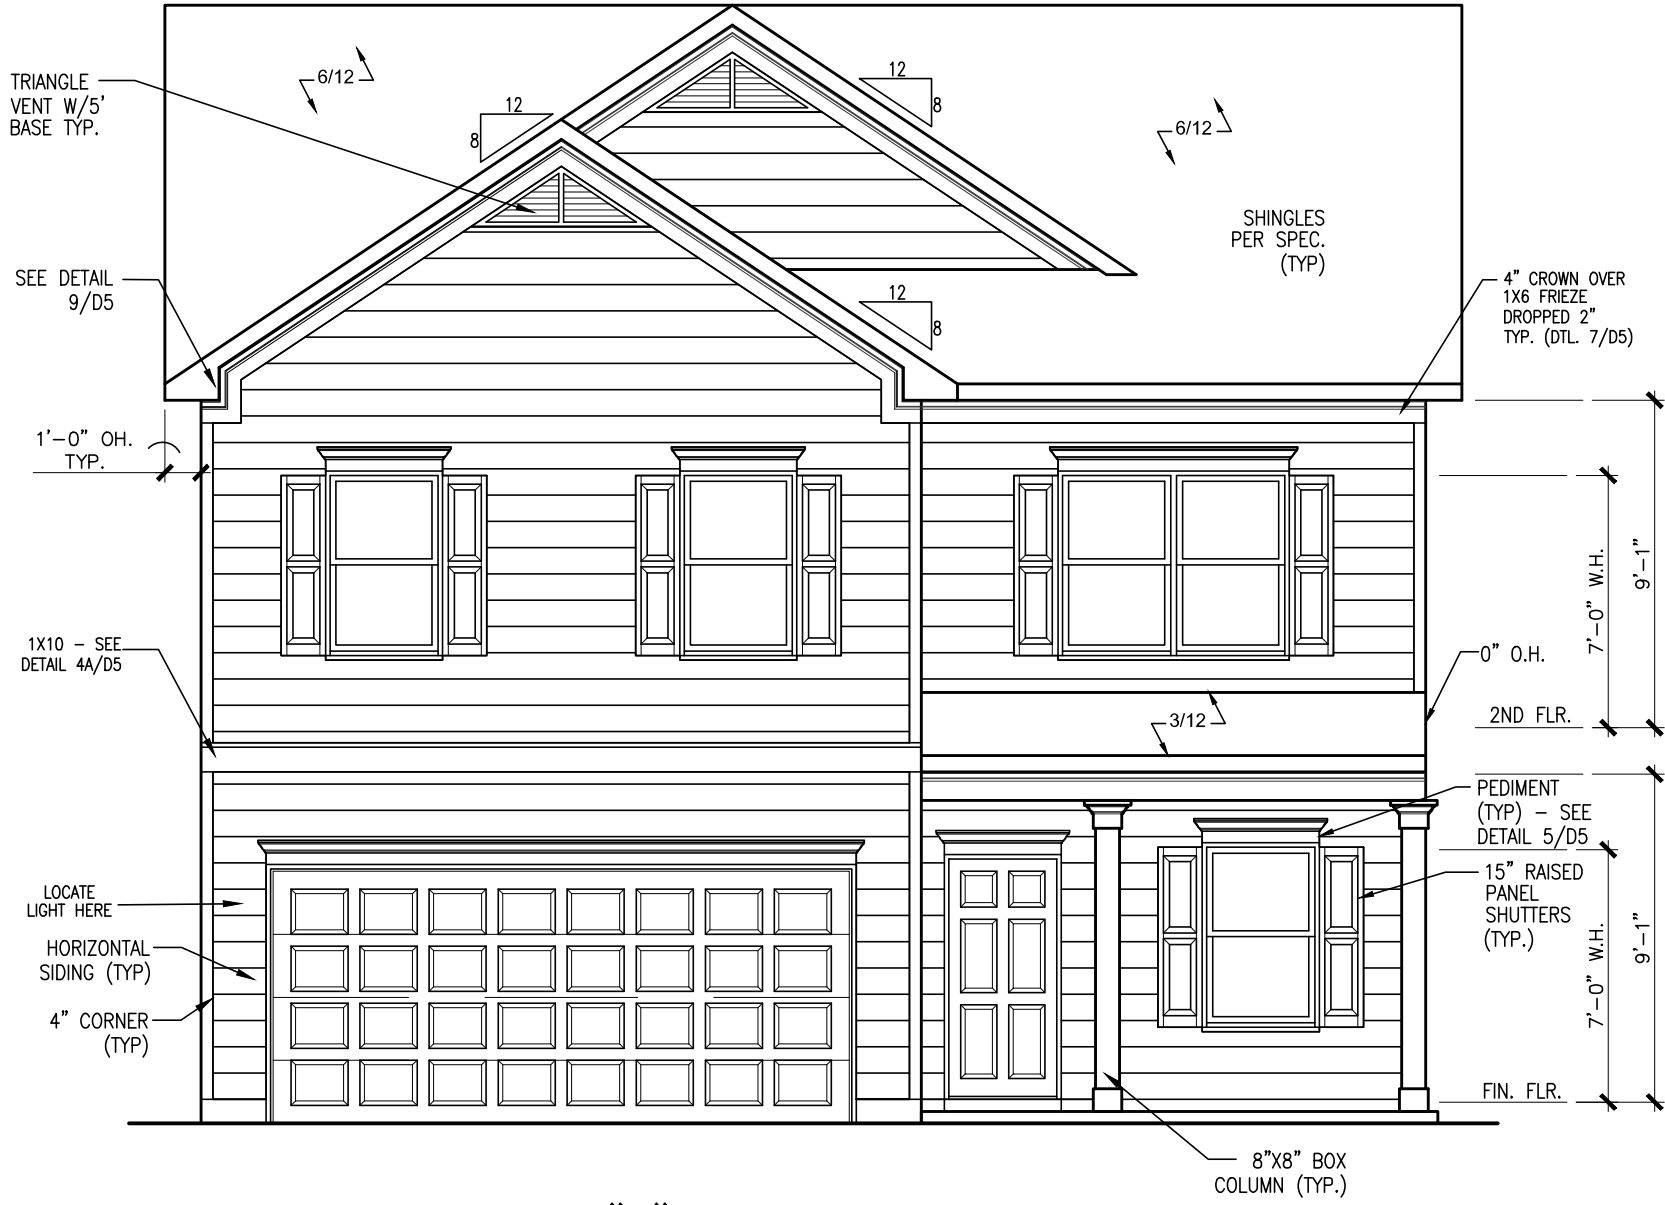 6/12
12
8
12
8
6/12
TRIANGLE
VENT W/5'
BASE TYP.
SHINGLES
PER SPEC.
(TYP)
SEE DETAIL
9/D5
12
8
4" CROWN OVER
1X6 FRIEZE
DROPPED 2"
TYP. (DTL. 7/D5)
1'-0" OH.
TYP.
7'-0" W.H.
9'-1"
1X10 - SEE
DETAIL 4A/D5
0" O.H.
3/12
2ND FLR.
PEDIMENT
(TYP) - SEE
DETAIL 5/D5
15" RAISED
PANEL
SHUTTERS
(TYP.)
LOCATE
LIGHT HERE
HORIZONTAL
SIDING (TYP)
4" CORNER
(TYP)
7'-0" W.H.
9'-1"
FIN. FLR.
8"X8" BOX
COLUMN (TYP.)